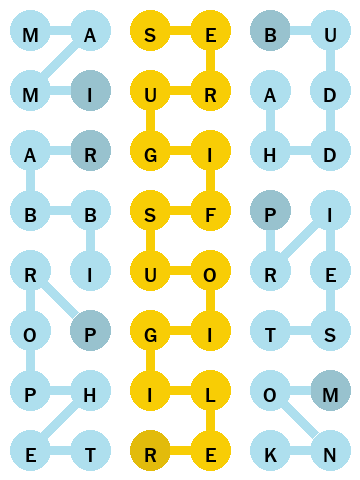 M A S E B U
M I U R A D
A R G I H D
B B S F P I
R I U O R E
O P G I T S
P H I L O M
E T R E K N